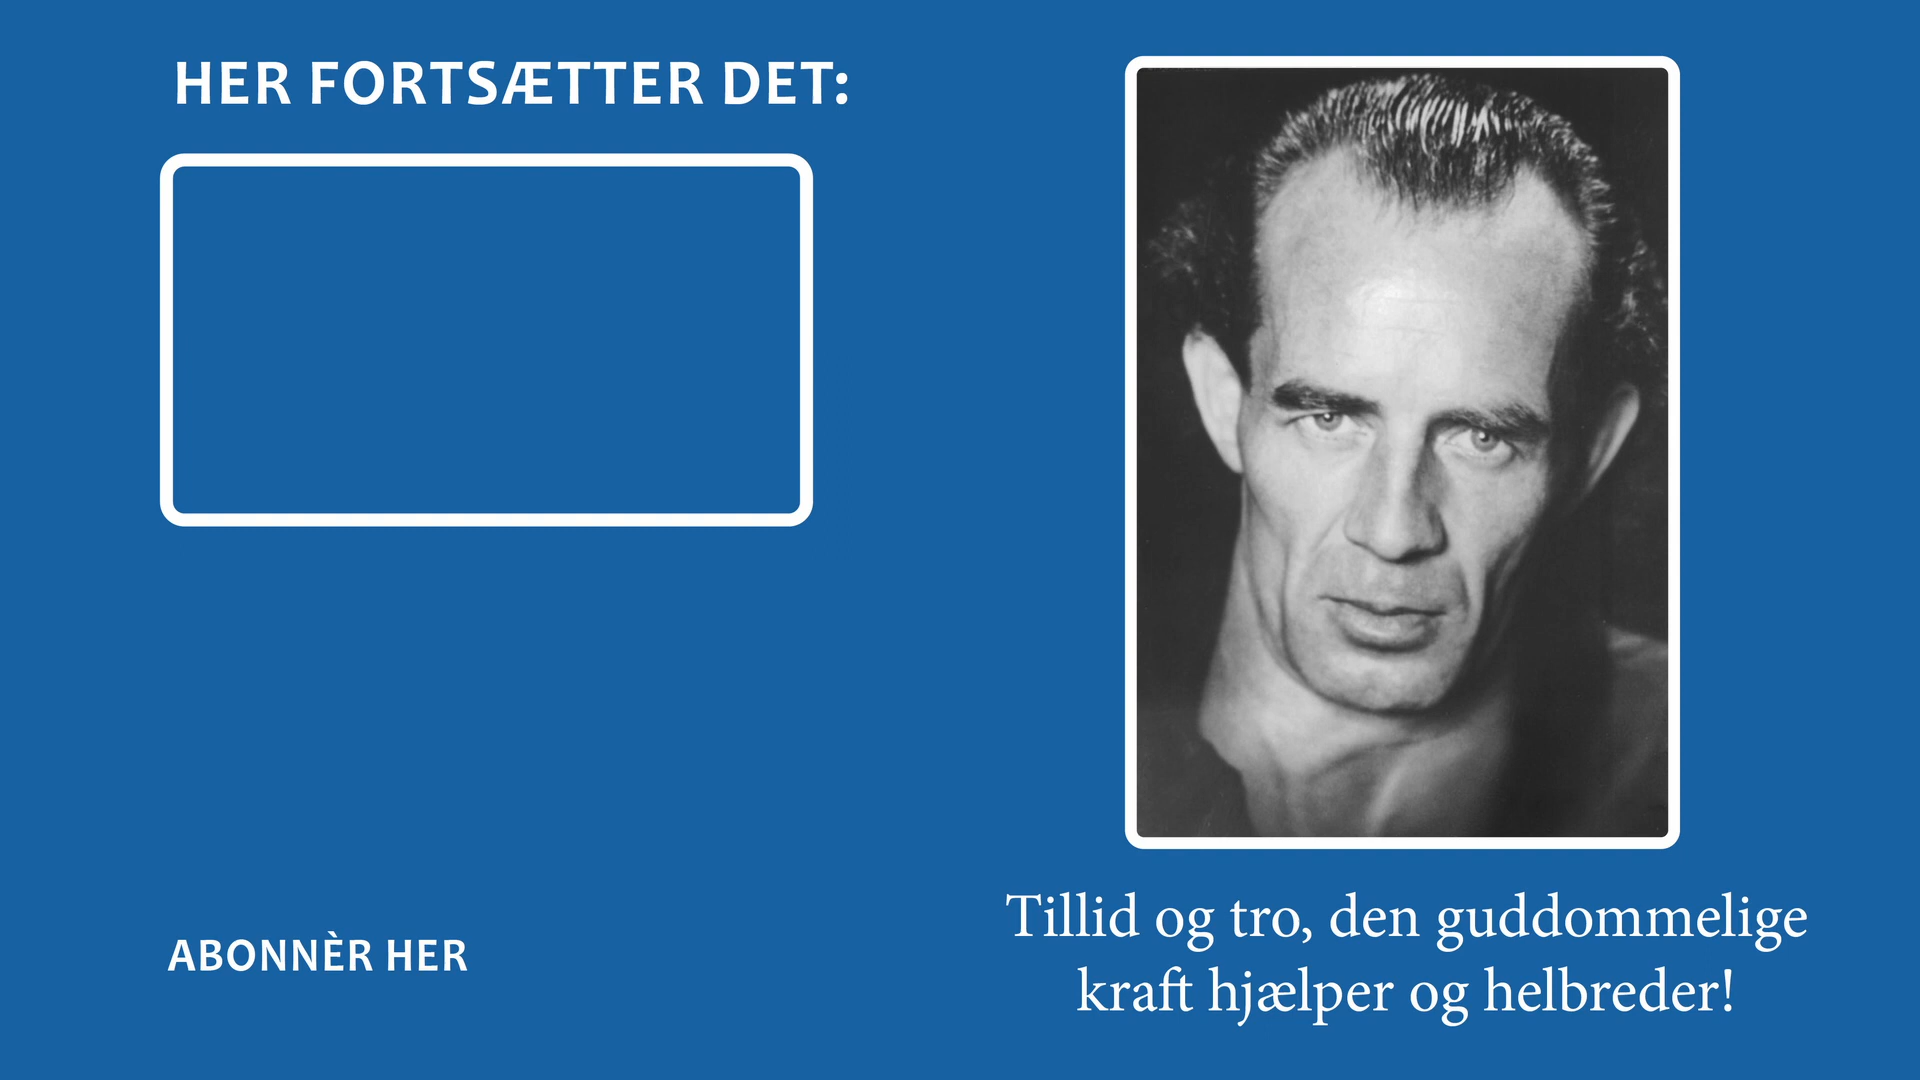 HER FORTSÆTTER DET:
ABONNÈR HER
Tillid og tro, den guddommelige
kraft hjælper og helbreder!